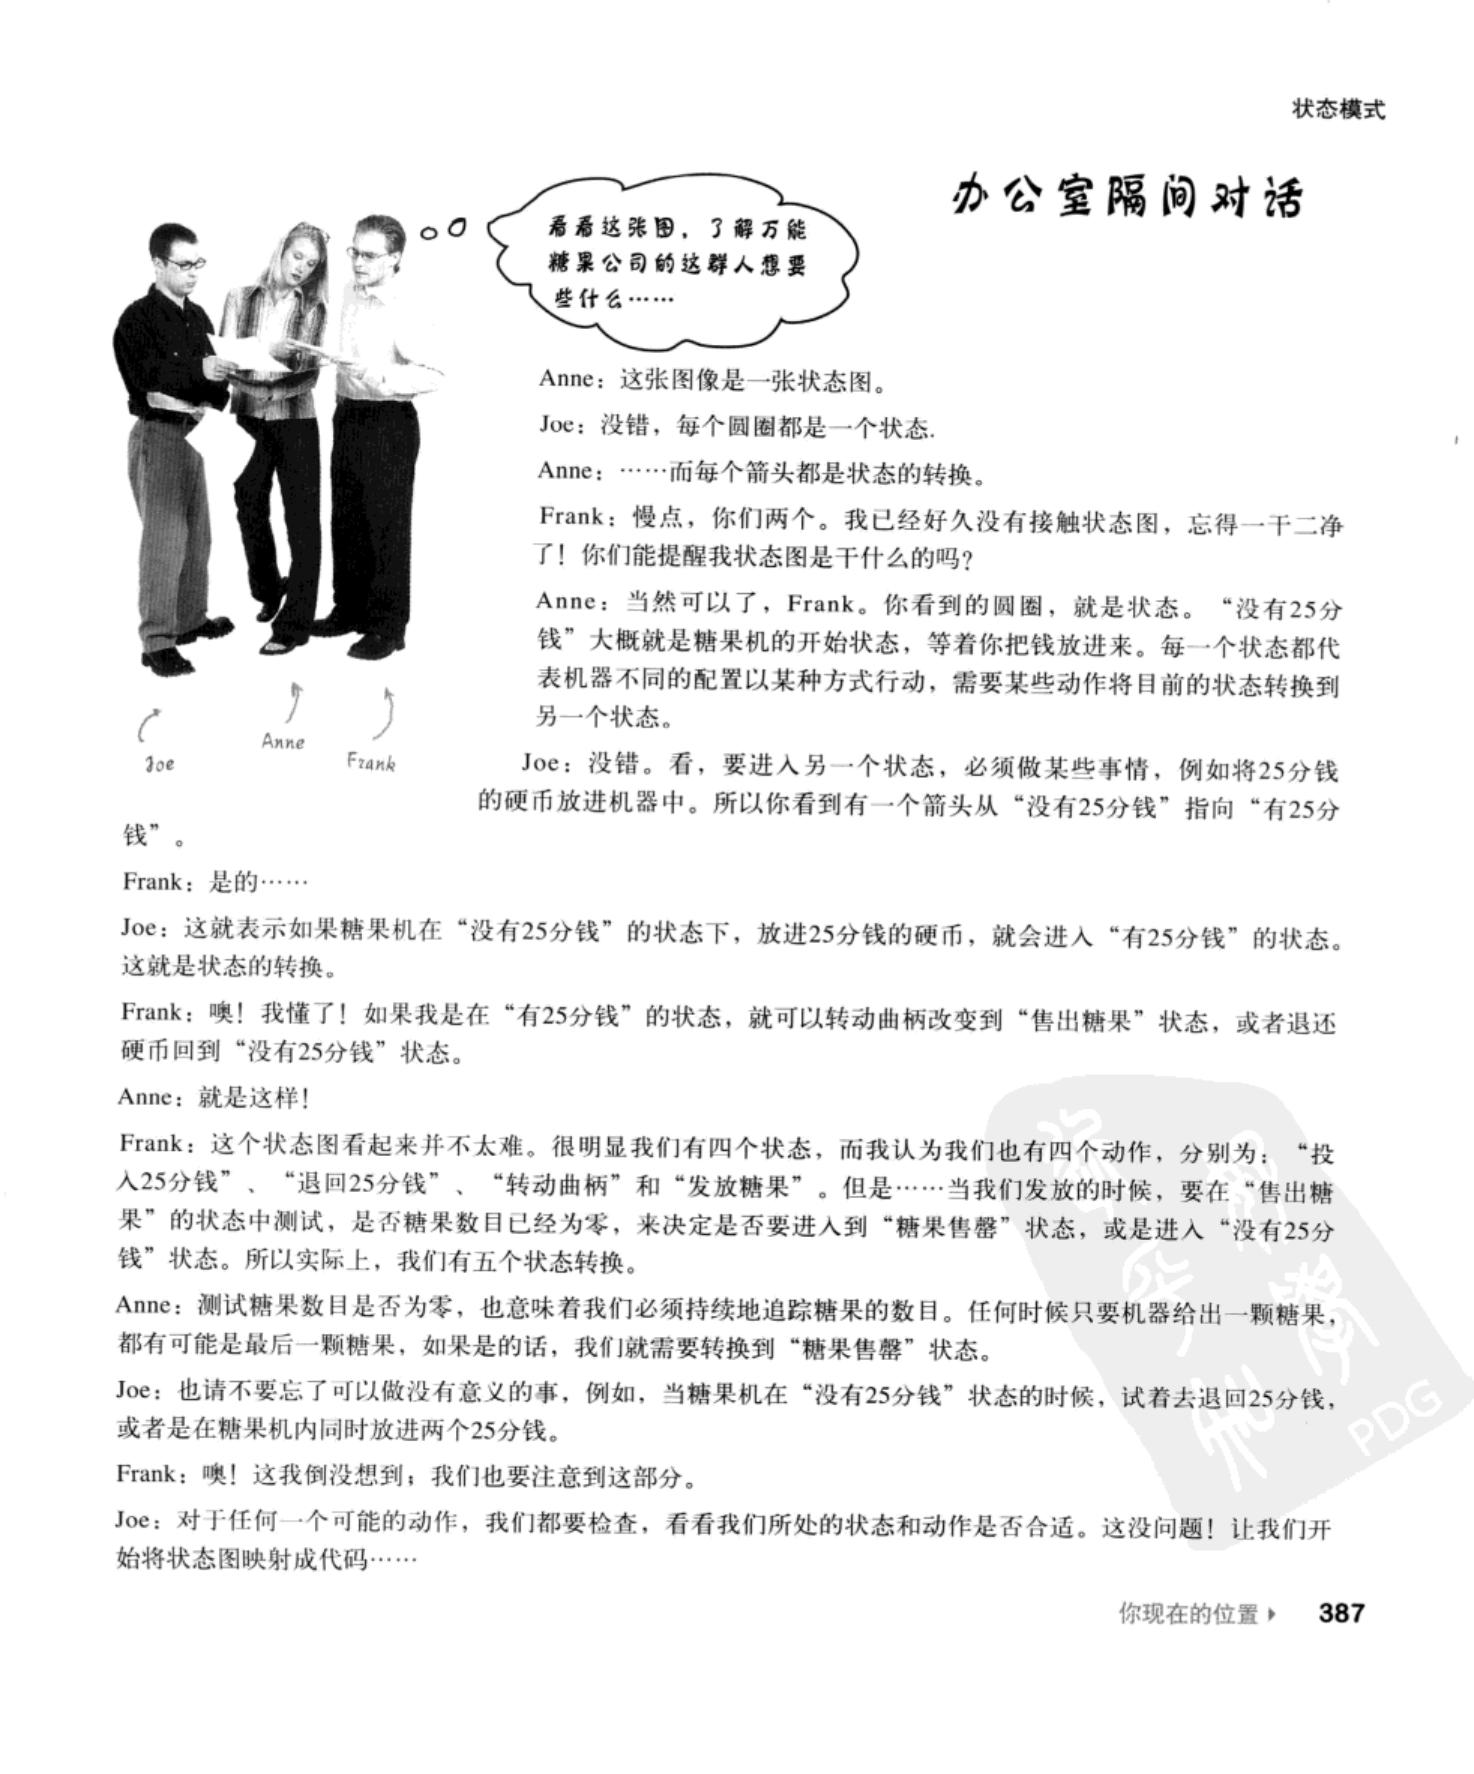 状态模式
办公室隔间对话
看看这张图，了解万能
糖果公司的这群人想要
些什么……
Anne：这张图像是一张状态图。
Joe：没错，每个圆圈都是一个状态.
Anne：……而每个箭头都是状态的转换。
Frank：慢点，你们两个。我已经好久没有接触状态图，忘得一干二净
了！你们能提醒我状态图是干什么的吗？
Anne：当然可以了，Frank。你看到的圆圈，就是状态。“没有25分
钱”大概就是糖果机的开始状态，等着你把钱放进来。每一个状态都代
表机器不同的配置以某种方式行动，需要某些动作将目前的状态转换到
另一个状态。
Joe
Anne
Frank
Joe：没错。看，要进入另一个状态，必须做某些事情，例如将25分钱
的硬币放进机器中。所以你看到有一个箭头从“没有25分钱”指向“有25分
钱”。
Frank：是的……
Joe：这就表示如果糖果机在“没有25分钱”的状态下，放进25分钱的硬币，就会进入“有25分钱”的状态。
这就是状态的转换。
Frank：噢！我懂了！如果我是在“有25分钱”的状态，就可以转动曲柄改变到“售出糖果”状态，或者退还
硬币回到“没有25分钱”状态。
Anne：就是这样！
Frank：这个状态图看起来并不太难。很明显我们有四个状态，而我认为我们也有四个动作，分别为：“投
入25分钱”、“退回25分钱”、“转动曲柄”和“发放糖果”。但是……当我们发放的时候，要在“售出糖
果”的状态中测试，是否糖果数目已经为零，来决定是否要进入到“糖果售罄”状态，或是进入“没有25分
钱”状态。所以实际上，我们有五个状态转换。
Anne：测试糖果数目是否为零，也意味着我们必须持续地追踪糖果的数目。任何时候只要机器给出一颗糖果，
都有可能是最后一颗糖果，如果是的话，我们就需要转换到“糖果售罄”状态。
Joe：也请不要忘了可以做没有意义的事，例如，当糖果机在“没有25分钱”状态的时候，试着去退回25分钱，
或者是在糖果机内同时放进两个25分钱。
Frank：噢！这我倒没想到；我们也要注意到这部分。
Joe：对于任何一个可能的动作，我们都要检查，看看我们所处的状态和动作是否合适。这没问题！让我们开
始将状态图映射成代码……
PDG
你现在的位置 387